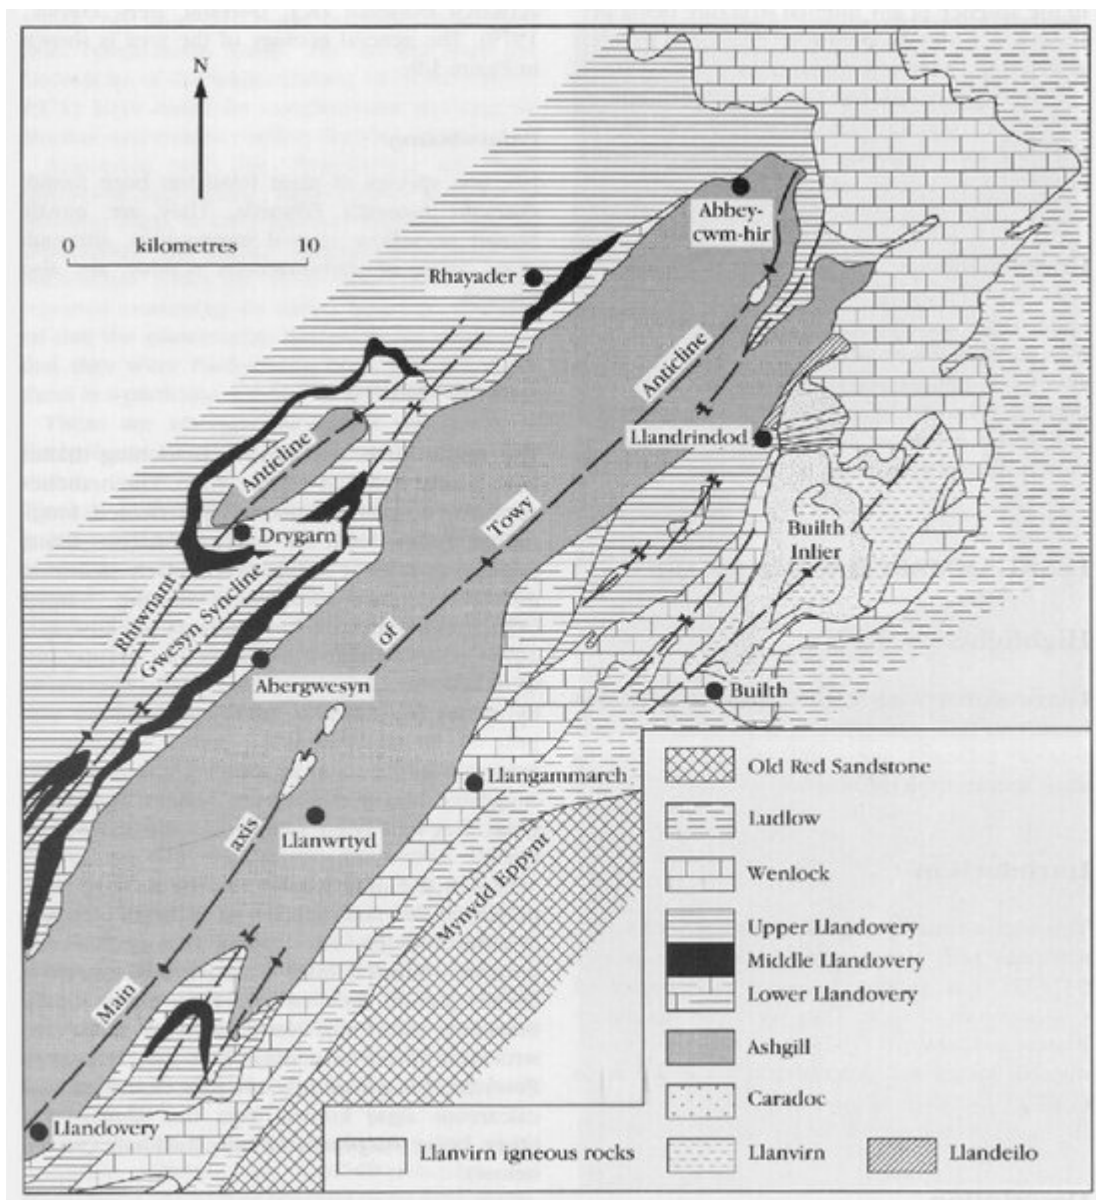 N
0 kilometres 10
Abbey-
cwm-hir
Rhayader
Anticline
Llandrindod
Anticline
Drygarn
Towy
Builth
Inlier
Rhiwnant
Gwesyn Syncline
of
Abergwesyn
Builth
Llangammarch
axis
Llanwrtyd
Mynydd Eppynt
Main
Llandovery
Old Red Sandstone
Ludlow
Wenlock
Upper Llandovery
Middle Llandovery
Lower Llandovery
Ashgill
Caradoc
Llanvirn igneous rocks
Llanvirn
Llandeilo